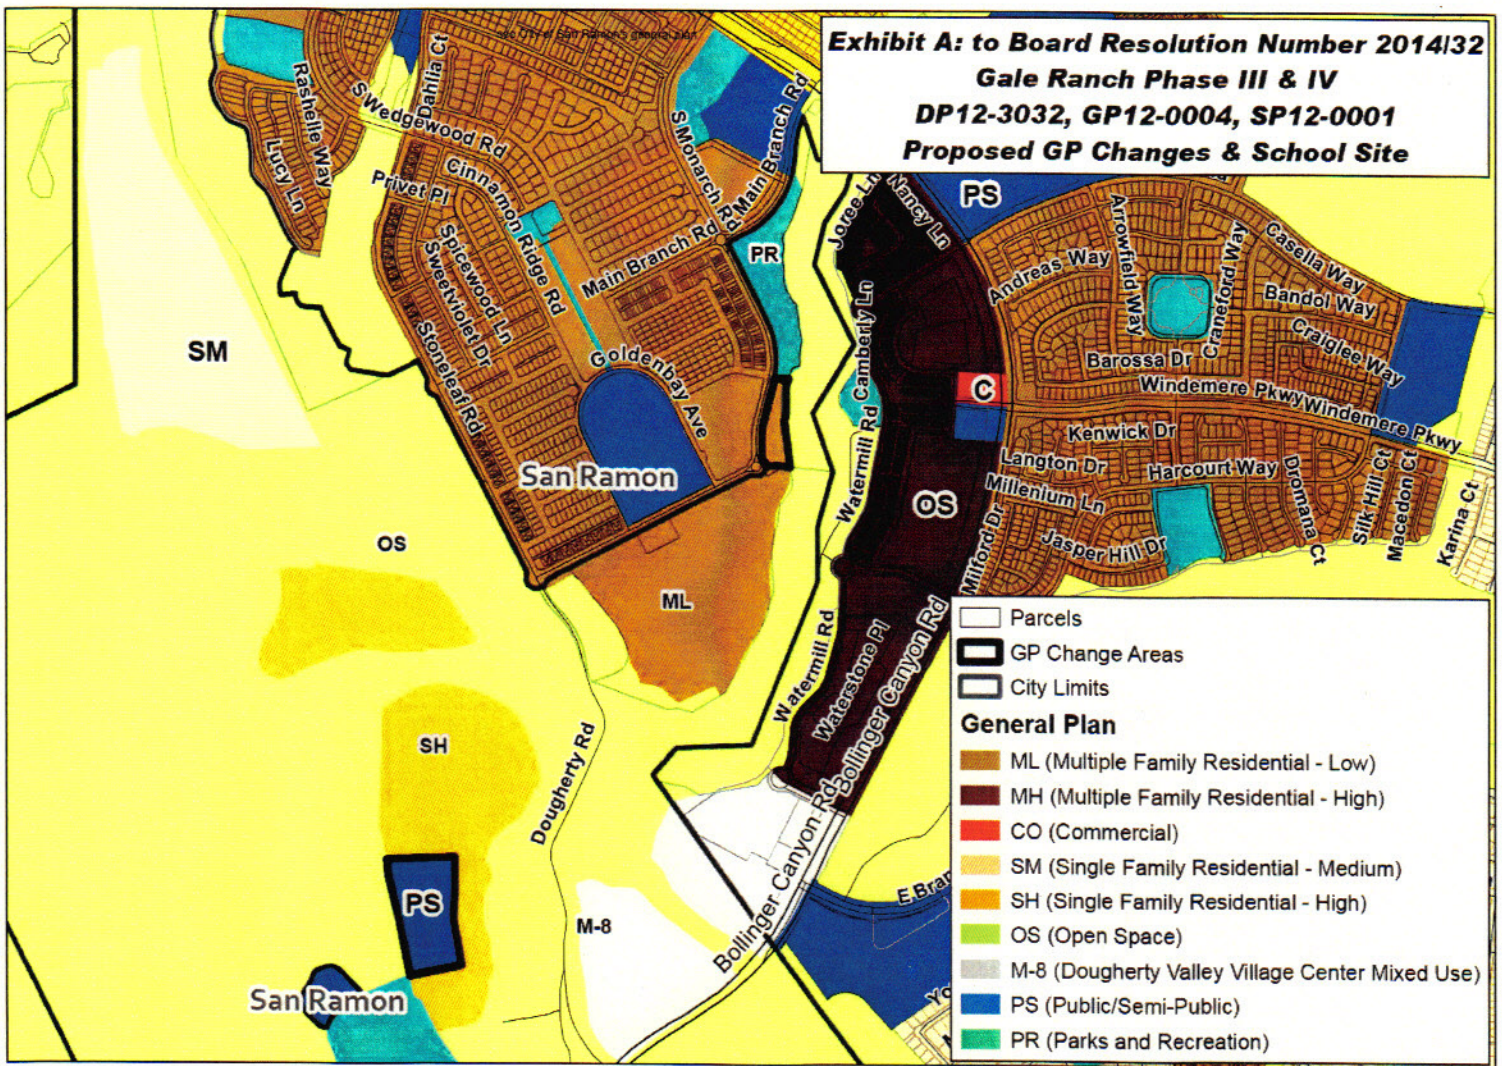 see City of San Ramon's general plan
Exhibit A: to Board Resolution Number 2014/32
Gale Ranch Phase III & IV
DP12-3032, GP12-0004, SP12-0001
Proposed GP Changes & School Site
Dahlia Ct
Rashelle Way
S Wedgewood Rd
Lucy Ln
Privet Pl
Cinnamon Ridge Rd
Spicewood Ln
Sweetviolet Dr
Stoneleaf Rd
S Monarch Rd
Main Branch Rd
Main Branch Rd
Goldenbay Ave
PR
Joree Ln
Nancy Ln
PS
Camberly Ln
Andreas Way
Arrowfield Way
Craneford Way
Casella Way
Bandol Way
Craiglee Way
Barossa Dr
Windemere Pkwy
Windemere Pkwy
C
SM
San Ramon
Watermill Rd
OS
Kenwick Dr
Langton Dr
Harcourt Way
Millenium Ln
Jasper Hill Dr
Dromana Ct
Silk Hill Ct
Macedon Ct
Karina Ct
Milford Dr
OS
ML
Watermill Rd
Waterstone Pl
Bollinger Canyon Rd
SH
Dougherty Rd
PS
M-8
Bollinger Canyon Rd
E Bran
Yo
San Ramon
Parcels
GP Change Areas
City Limits
General Plan
ML (Multiple Family Residential - Low)
MH (Multiple Family Residential - High)
CO (Commercial)
SM (Single Family Residential - Medium)
SH (Single Family Residential - High)
OS (Open Space)
M-8 (Dougherty Valley Village Center Mixed Use)
PS (Public/Semi-Public)
PR (Parks and Recreation)